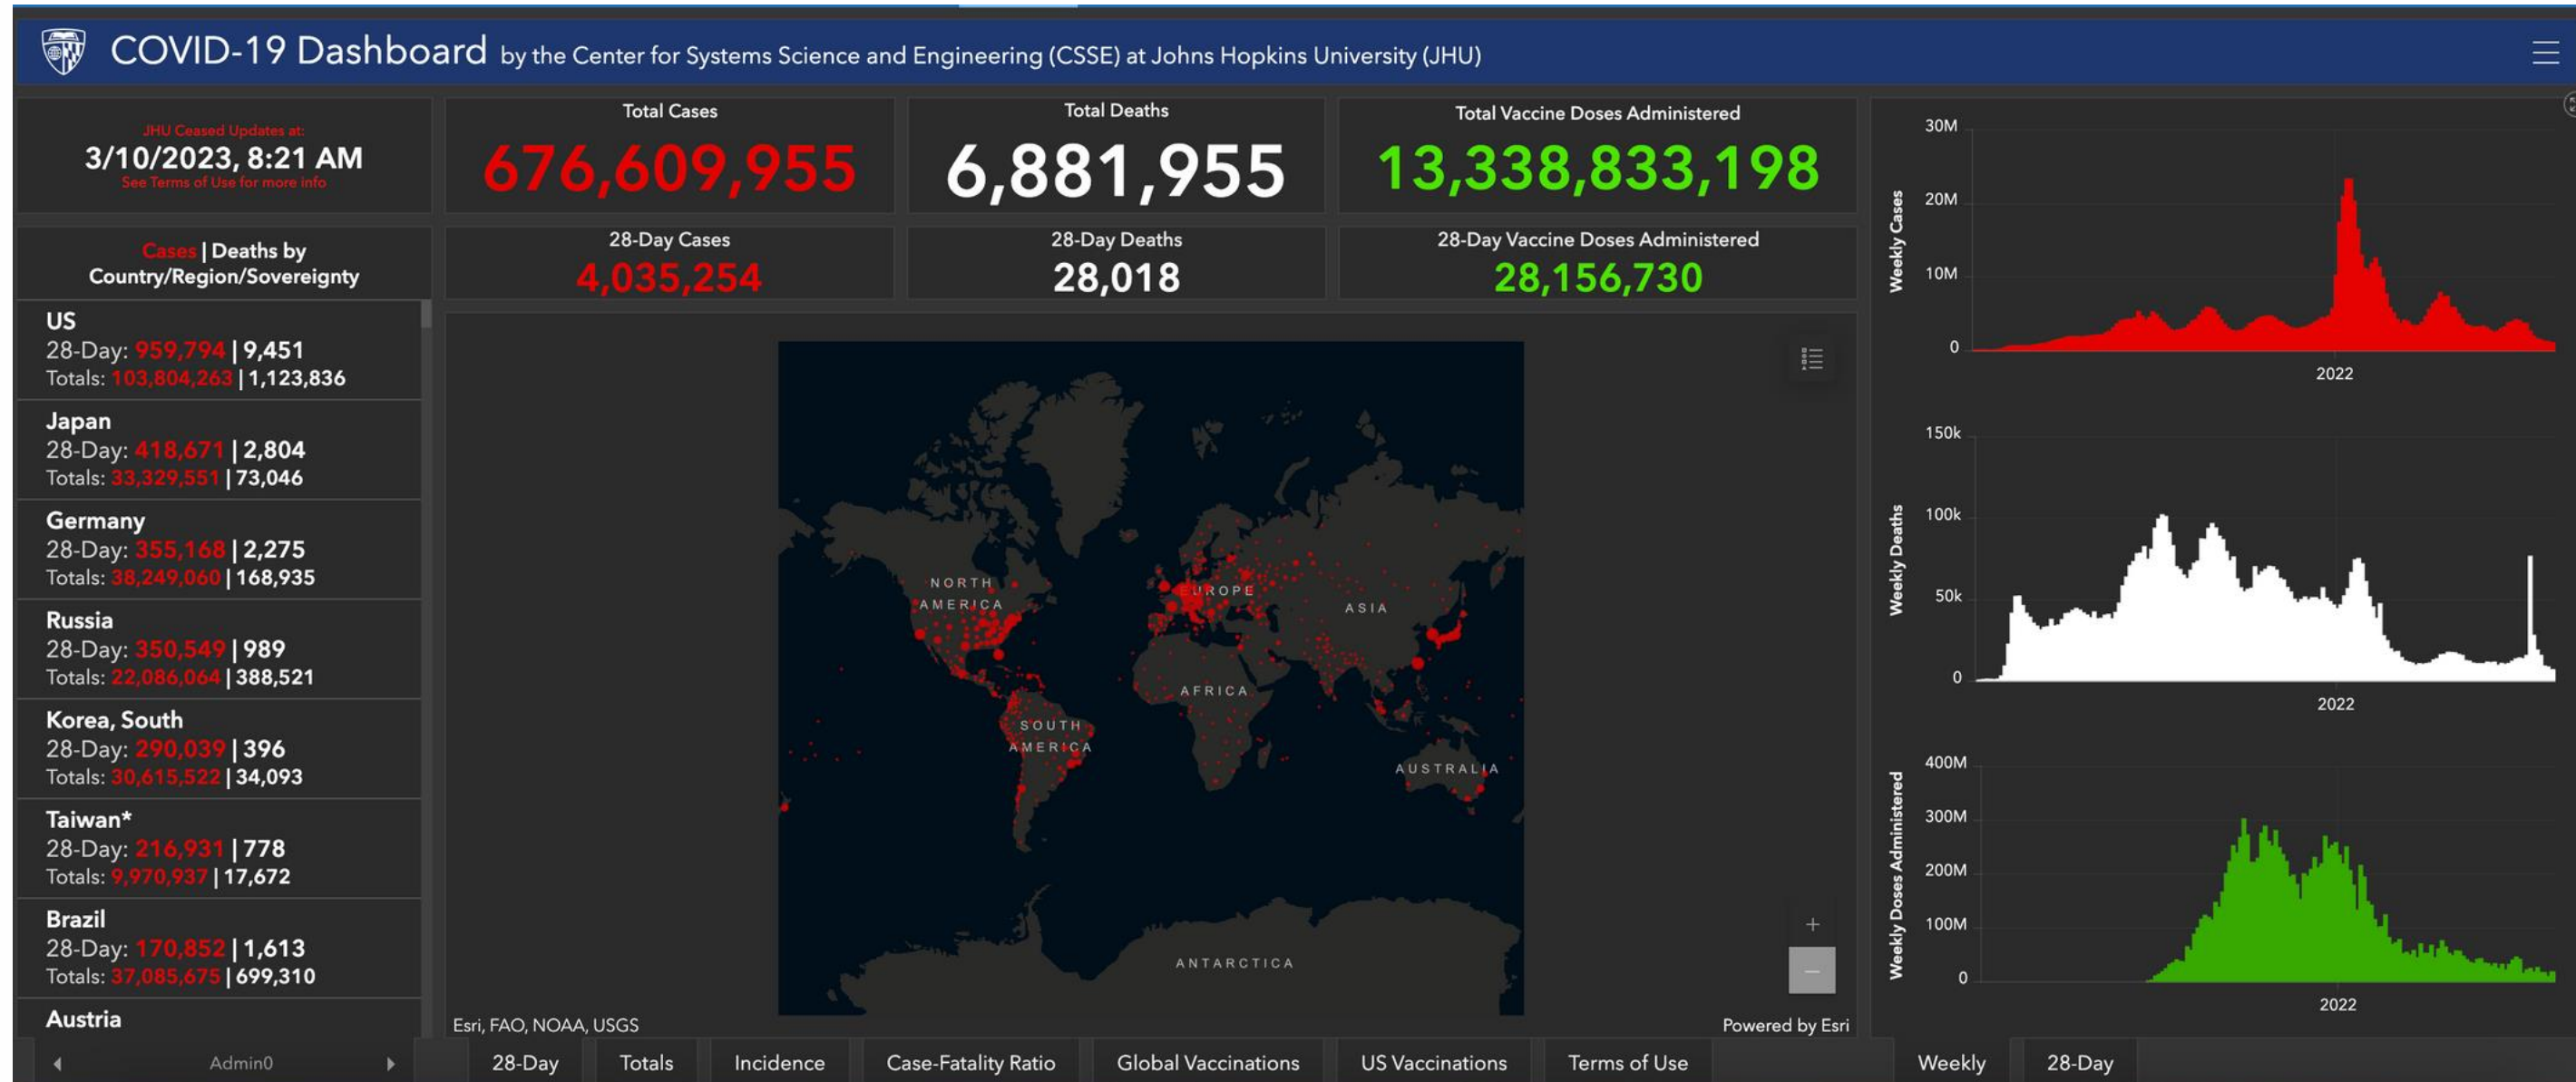 COVID-19 Dashboard by the Center for Systems Science and Engineering (CSSE) at Johns Hopkins University (JHU)
JHU Ceased Updates at:
3/10/2023, 8:21 AM
See Terms of Use for more info
Cases | Deaths by
Country/Region/Sovereignty
US
28-Day: 959,794 | 9,451
Totals: 103,804,263 | 1,123,836
Japan
28-Day: 418,671 | 2,804
Totals: 33,329,551 | 73,046
Germany
28-Day: 355,168 | 2,275
Totals: 38,249,060 | 168,935
Russia
28-Day: 350,549 | 989
Totals: 22,086,064 | 388,521
Korea, South
28-Day: 290,039 | 396
Totals: 30,615,522 | 34,093
Taiwan*
28-Day: 216,931 | 778
Totals: 9,970,937 | 17,672
Brazil
28-Day: 170,852 | 1,613
Totals: 37,085,675 | 699,310
Austria
Admin0
Total Cases
676,609,955
Total Deaths
6,881,955
Total Vaccine Doses Administered
13,338,833,198
28-Day Cases
4,035,254
28-Day Deaths
28,018
28-Day Vaccine Doses Administered
28,156,730
NORTH
AMERICA
EUROPE
ASIA
AFRICA
SOUTH
AMERICA
AUSTRALIA
ANTARCTICA
+
−
Esri, FAO, NOAA, USGS
Powered by Esri
28-Day
Totals
Incidence
Case-Fatality Ratio
Global Vaccinations
US Vaccinations
Terms of Use
Weekly Cases
30M
20M
10M
0
2022
Weekly Deaths
150k
100k
50k
0
2022
Weekly Doses Administered
400M
300M
200M
100M
0
2022
Weekly
28-Day